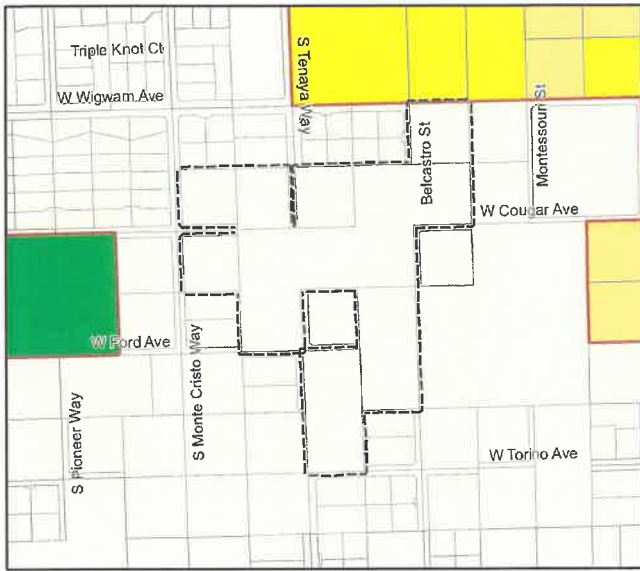 Triple Knot Ct
W Wigwam Ave
S Tenaya Way
Belcastro St
Montessouri St
W Cougar Ave
W Ford Ave
S Monte Cristo Way
S Pioneer Way
W Torino Ave